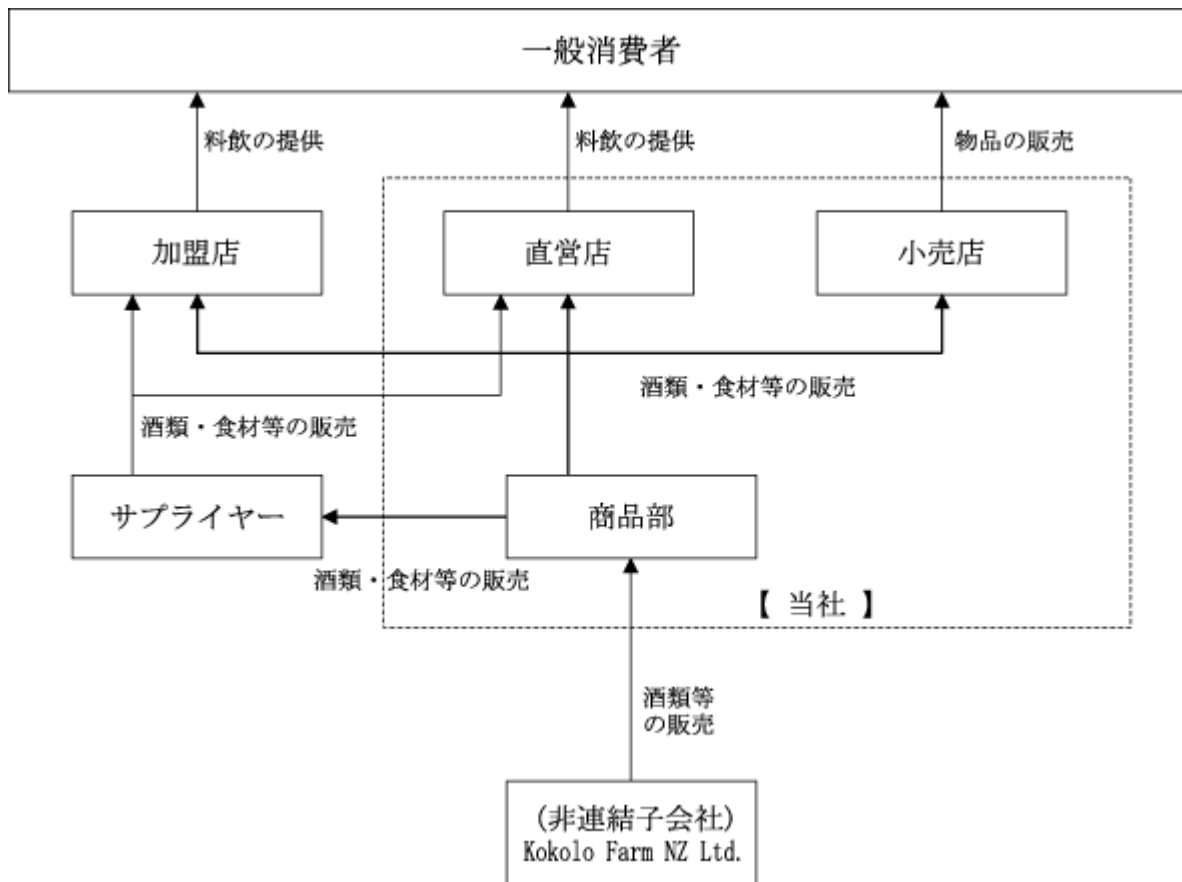 一般消費者
料飲の提供
料飲の提供
物品の販売
加盟店
直営店
小売店
酒類・食材等の販売
酒類・食材等の販売
サプライヤー
商品部
酒類・食材等の販売
【 当社 】
酒類等
の販売
(非連結子会社)
Kokolo Farm NZ Ltd.